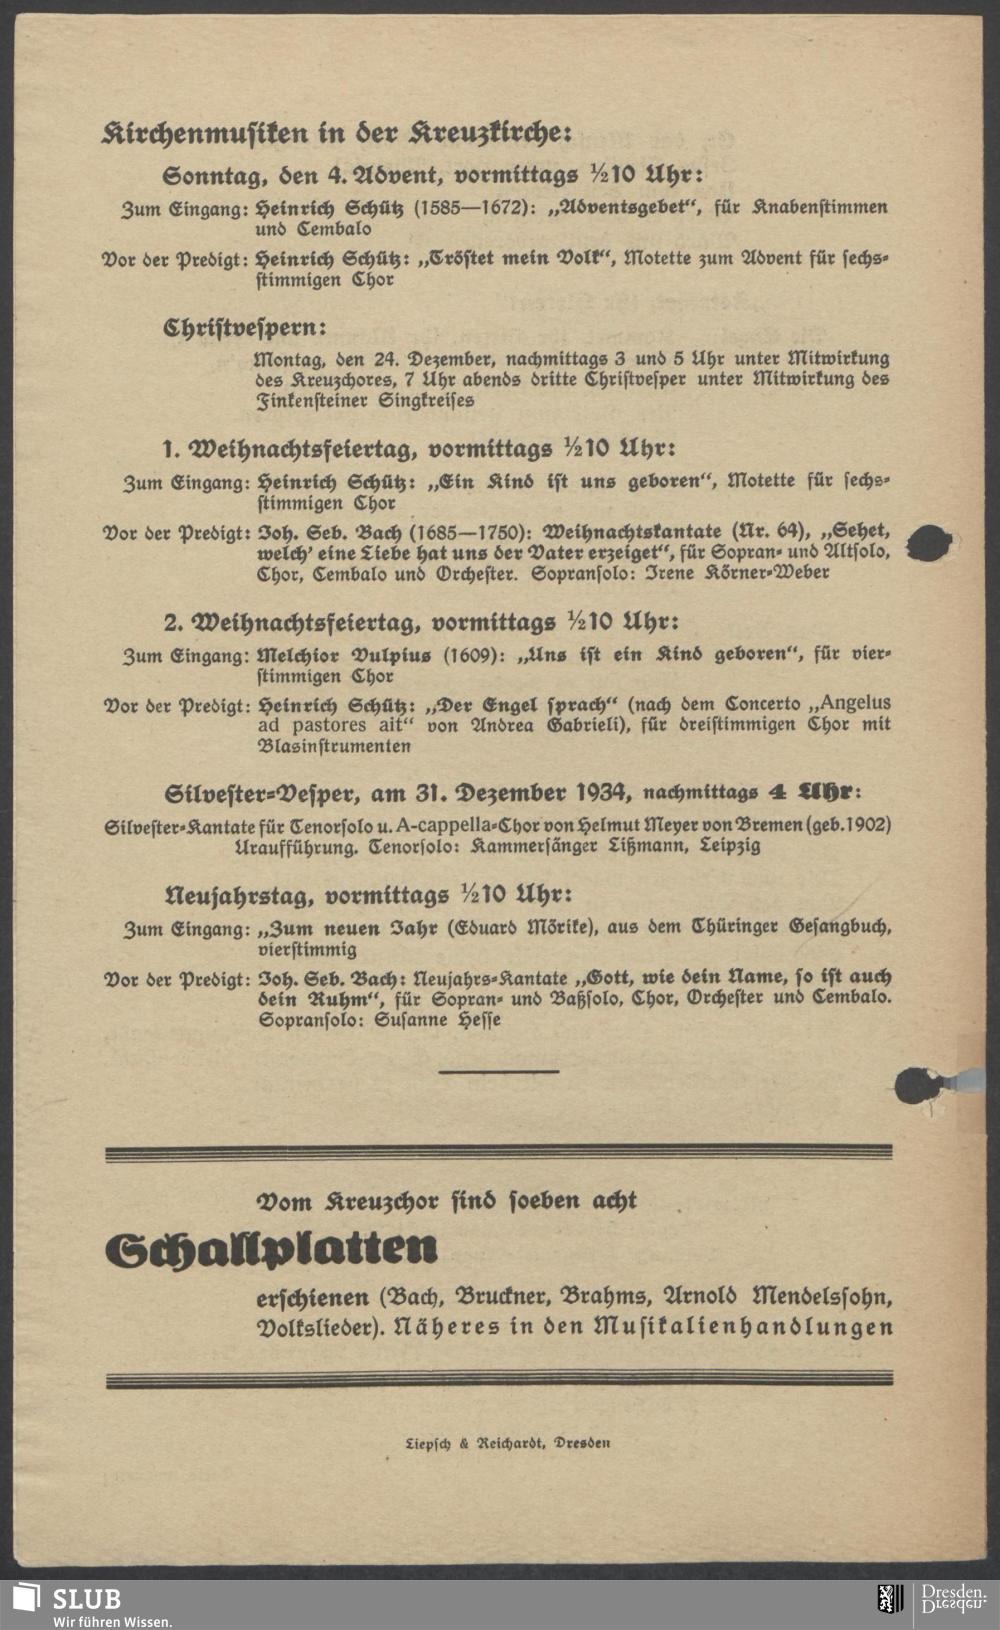 Kirchenmusiken in der Kreuzkirche:
Sonntag, den 4. Advent, vormittags ½10 Uhr:
Zum Eingang: Heinrich Schütz (1585—1672): „Adventsgebet“, für Knabenstimmen
und Cembalo
Vor der Predigt: Heinrich Schütz: „Tröstet mein Volk“, Motette zum Advent für sechs-
stimmigen Chor
Christvespern:
Montag, den 24. Dezember, nachmittags 3 und 5 Uhr unter Mitwirkung
des Kreuzchores, 7 Uhr abends dritte Christvesper unter Mitwirkung des
Finkensteiner Singkreises
1. Weihnachtsfeiertag, vormittags ½10 Uhr:
Zum Eingang: Heinrich Schütz: „Ein Kind ist uns geboren“, Motette für sechs-
stimmigen Chor
Vor der Predigt: Joh. Seb. Bach (1685—1750): Weihnachtskantate (Nr. 64), „Sehet,
welch' eine Liebe hat uns der Vater erzeiget“, für Sopran- und Altsolo,
Chor, Cembalo und Orchester. Sopransolo: Irene Körner-Weber
2. Weihnachtsfeiertag, vormittags ½10 Uhr:
Zum Eingang: Melchior Vulpius (1609): „Uns ist ein Kind geboren“, für vier-
stimmigen Chor
Vor der Predigt: Heinrich Schütz: „Der Engel sprach“ (nach dem Concerto „Angelus
ad pastores ait“ von Andrea Gabrieli), für dreistimmigen Chor mit
Blasinstrumenten
Silvester-Vesper, am 31. Dezember 1934, nachmittags 4 Uhr:
Silvester-Kantate für Tenorsolo u. A-cappella-Chor von Helmut Meyer von Bremen (geb. 1902)
Uraufführung. Tenorsolo: Kammersänger Lißmann, Leipzig
Neujahrstag, vormittags ½10 Uhr:
Zum Eingang: „Zum neuen Jahr (Eduard Mörike), aus dem Thüringer Gesangbuch,
vierstimmig
Vor der Predigt: Joh. Seb. Bach: Neujahrs-Kantate „Gott, wie dein Name, so ist auch
dein Ruhm“, für Sopran- und Baßsolo, Chor, Orchester und Cembalo.
Sopransolo: Susanne Hesse
Vom Kreuzchor sind soeben acht
Schallplatten
erschienen (Bach, Bruckner, Brahms, Arnold Mendelssohn,
Volkslieder). Näheres in den Musikalienhandlungen
Liepsch & Reichardt, Dresden
SLUB
Wir führen Wissen.
Dresden.
Dresden.